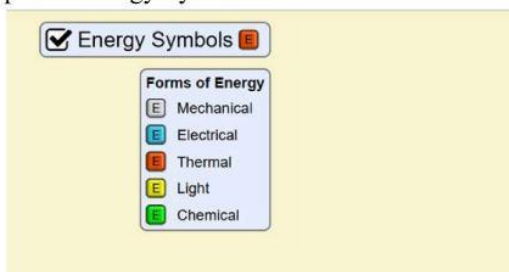 Energy Symbols E
Forms of Energy
E Mechanical
E Electrical
E Thermal
E Light
E Chemical